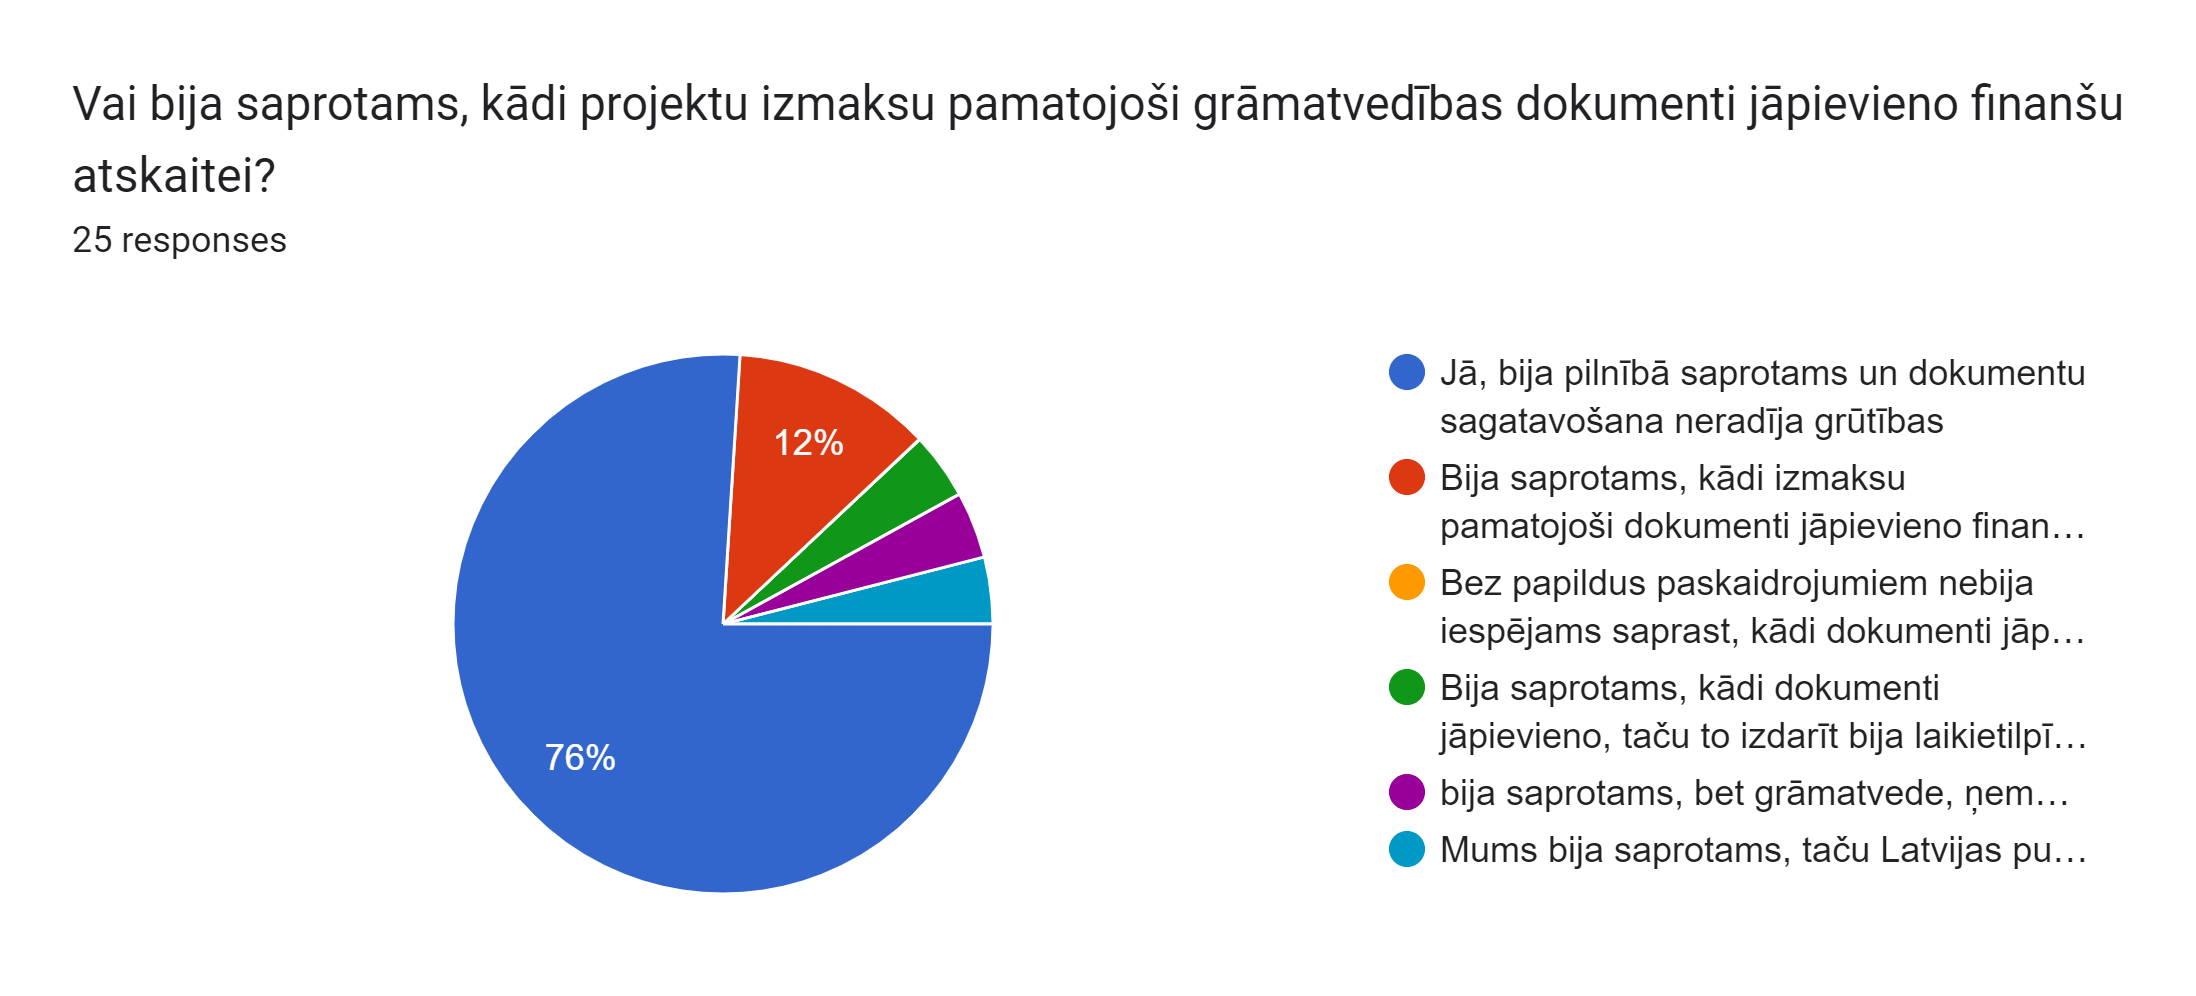 Vai bija saprotams, kādi projektu izmaksu pamatojoši grāmatvedības dokumenti jāpievieno finanšu
atskaitei?
25 responses
12%
76%
Jā, bija pilnībā saprotams un dokumentu
sagatavošana neradīja grūtības
Bija saprotams, kādi izmaksu
pamatojoši dokumenti jāpievieno finan…
Bez papildus paskaidrojumiem nebija
iespējams saprast, kādi dokumenti jāp…
Bija saprotams, kādi dokumenti
jāpievieno, taču to izdarīt bija laikietilpī…
bija saprotams, bet grāmatvede, ņem…
Mums bija saprotams, taču Latvijas pu…